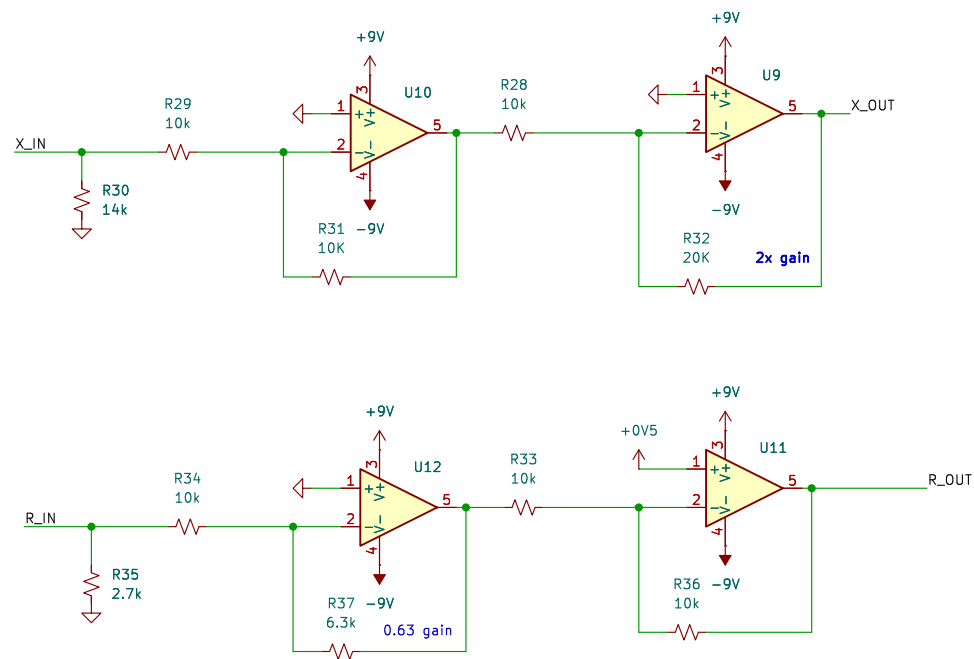 +9V
U9
+9V
3
U10
R28
10k
1
+
+
V+
5
X_OUT
3
R29
10k
1
+
+
V+
5
2
−
V-
X_IN
2
−
V-
4
R30
14k
4
-9V
R31
10K
-9V
R32
20K
2x gain
+9V
+9V
+0V5
3
U11
R33
10k
1
+
+
V+
5
R_OUT
U12
3
R34
10k
1
+
+
V+
5
2
−
V-
R_IN
2
−
V-
4
4
R35
2.7k
R36
10k
-9V
R37
6.3k
-9V
0.63 gain